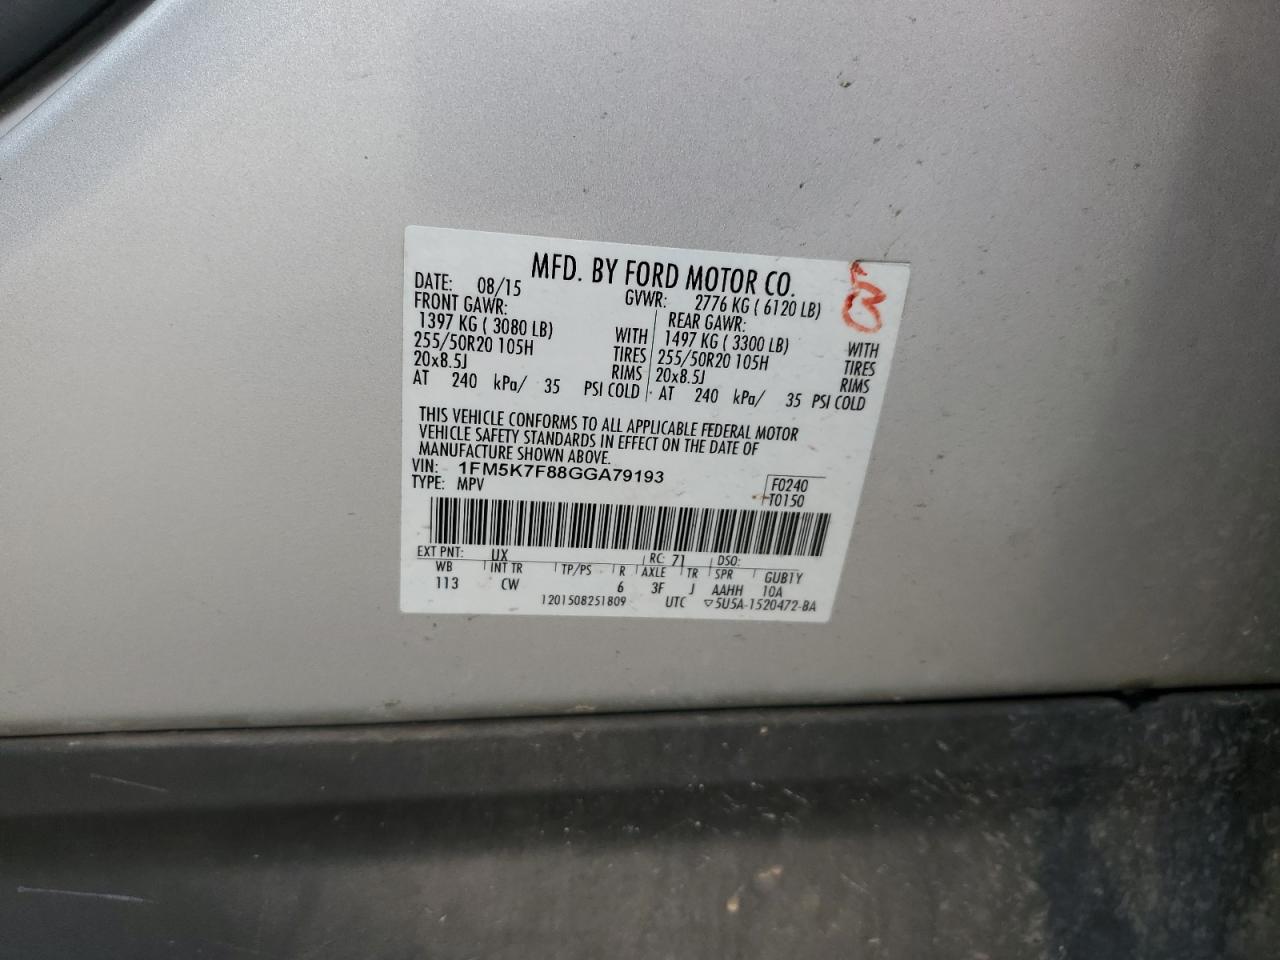 MFD. BY FORD MOTOR CO.
DATE: 08/15 GVWR: 2776 KG ( 6120 LB)
FRONT GAWR: REAR GAWR:
1397 KG ( 3080 LB) WITH 1497 KG ( 3300 LB) WITH
255/50R20 105H TIRES 255/50R20 105H TIRES
20x8.5J RIMS 20x8.5J RIMS
AT 240 kPa/ 35 PSI COLD AT 240 kPa/ 35 PSI COLD
THIS VEHICLE CONFORMS TO ALL APPLICABLE FEDERAL MOTOR
VEHICLE SAFETY STANDARDS IN EFFECT ON THE DATE OF
MANUFACTURE SHOWN ABOVE.
VIN: 1FM5K7F88GGA79193 F0240
TYPE: MPV T0150
EXT PNT: UX RC: 71 DSO:
WB INT TR TP/PS R AXLE TR SPR GUB1Y
113 CW 6 3F J AAHH 10A
1201508251809 UTC ▽5U5A-1520472-BA